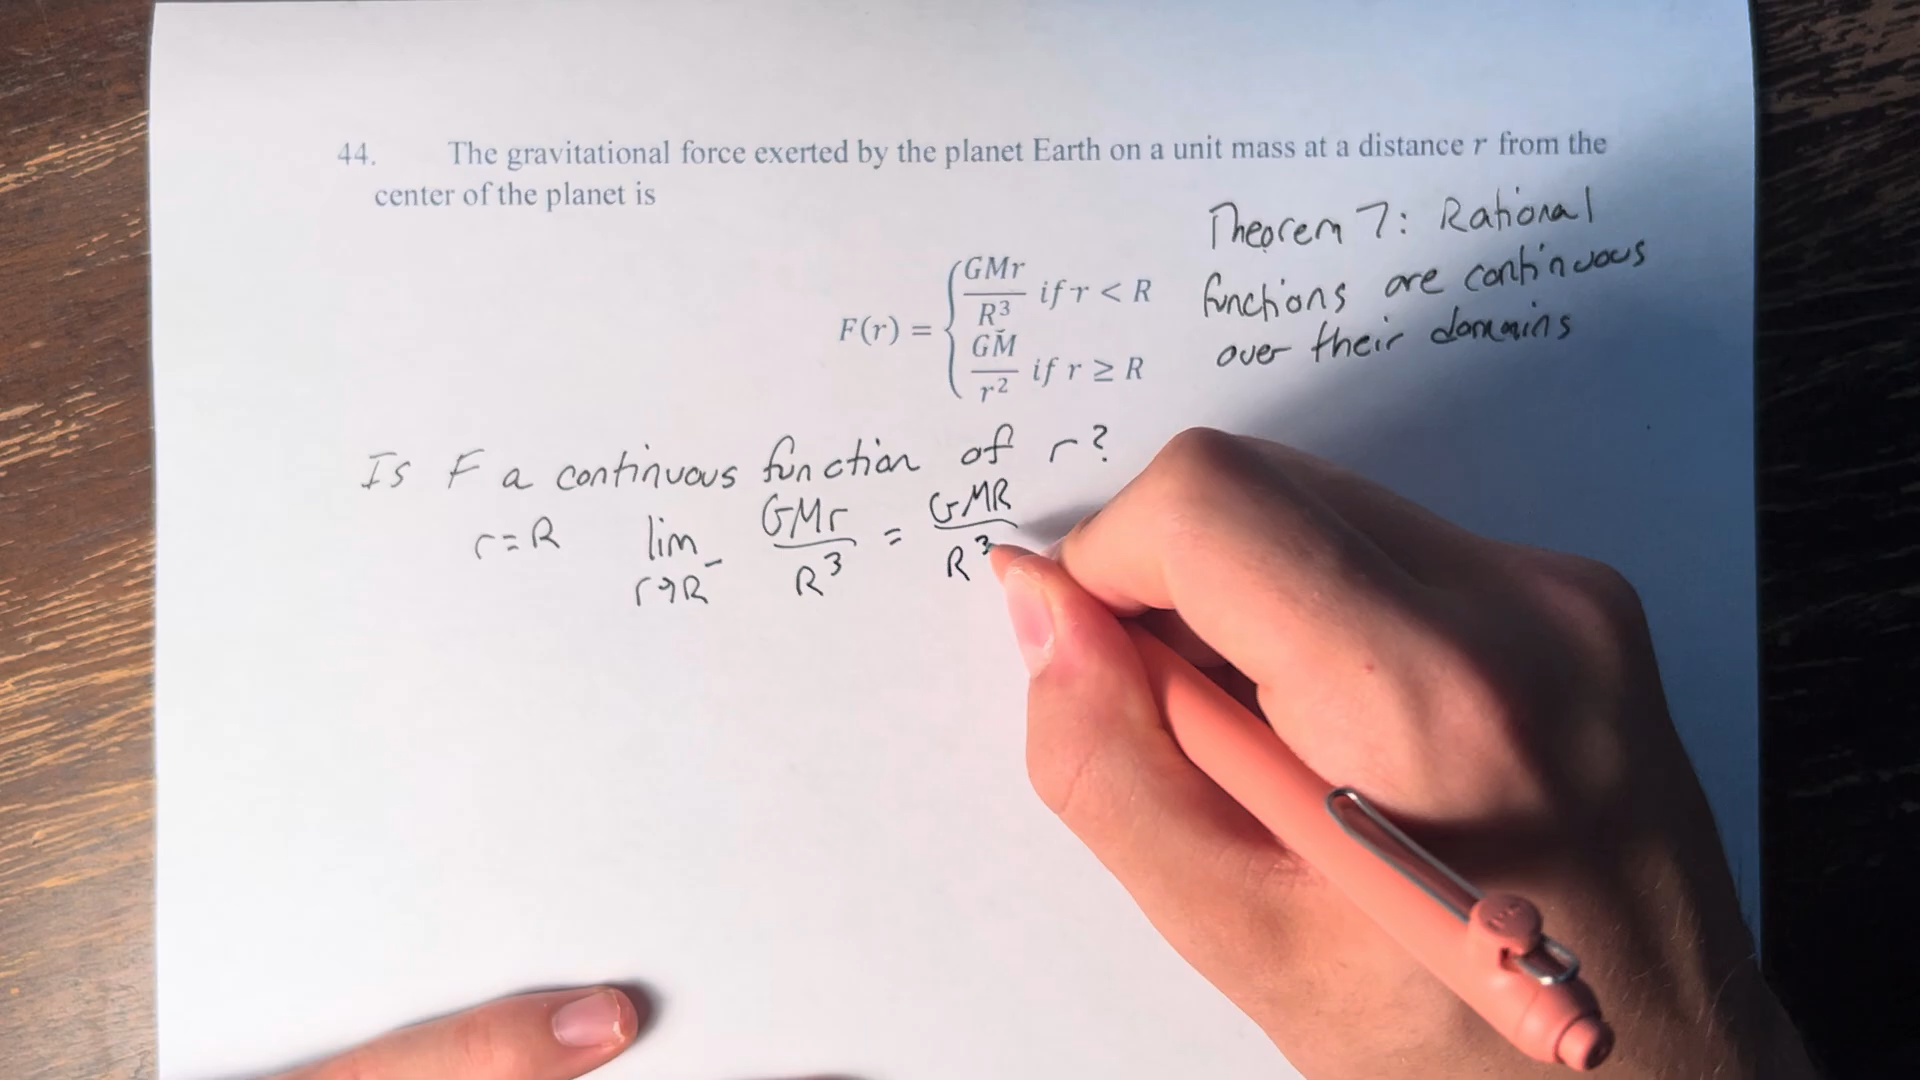 44. The gravitational force exerted by the planet Earth on a unit mass at a distance r from the
center of the planet is
F(r) = { GMr/R³ if r < R
GM/r² if r ≥ R
Theorem 7: Rational
functions are continuous
over their domains
Is F a continuous function of r?
r=R lim r→R⁻ GMr/R³ = GMR/R³